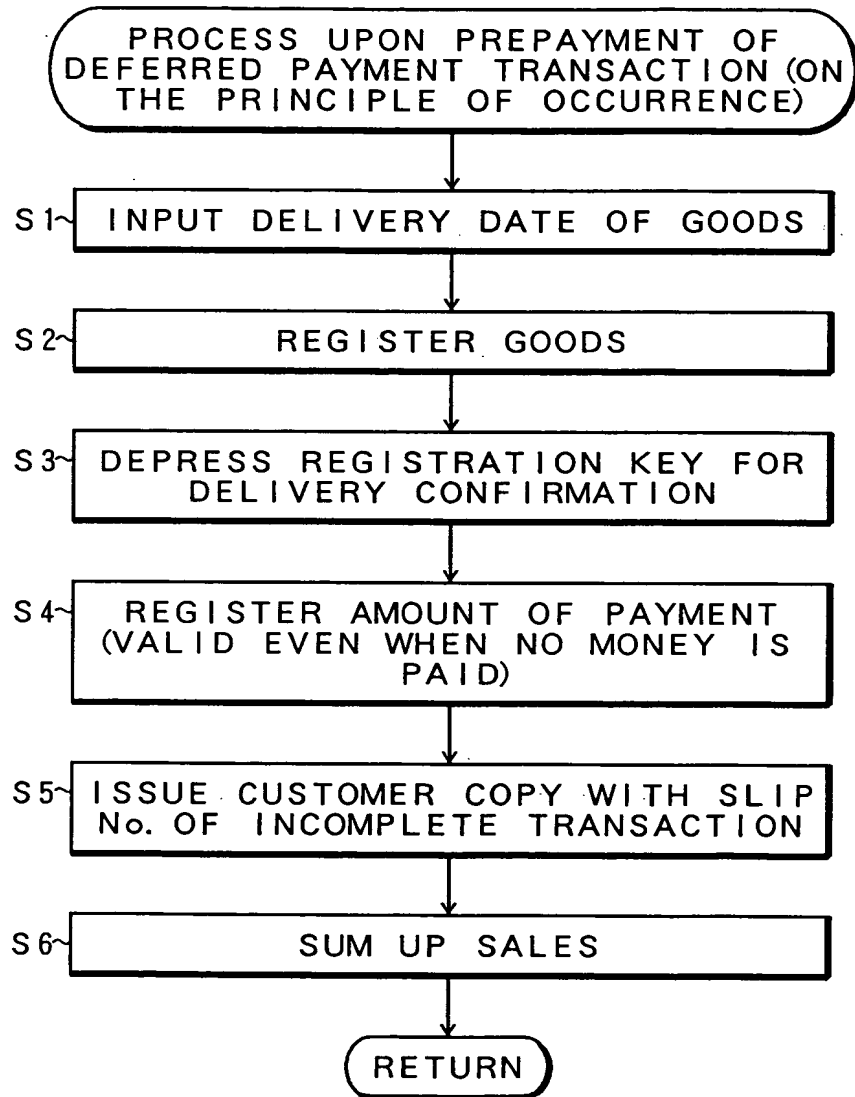 PROCESS UPON PREPAYMENT OF
DEFERRED PAYMENT TRANSACTION (ON
THE PRINCIPLE OF OCCURRENCE)
S1~ INPUT DELIVERY DATE OF GOODS
S2~ REGISTER GOODS
S3~ DEPRESS REGISTRATION KEY FOR
DELIVERY CONFIRMATION
S4~ REGISTER AMOUNT OF PAYMENT
(VALID EVEN WHEN NO MONEY IS
PAID)
S5~ ISSUE CUSTOMER COPY WITH SLIP
No. OF INCOMPLETE TRANSACTION
S6~ SUM UP SALES
RETURN